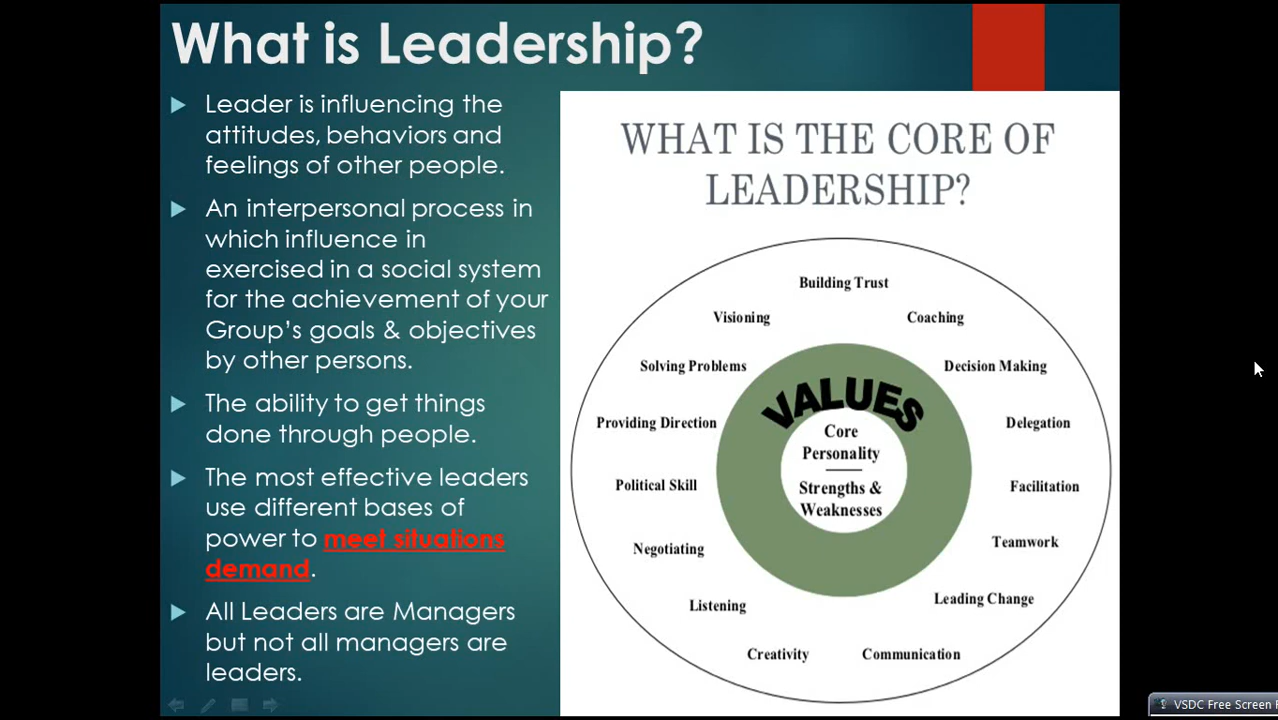 What is Leadership?
Leader is influencing the
attitudes, behaviors and
feelings of other people.
An interpersonal process in
which influence in
exercised in a social system
for the achievement of your
Group's goals & objectives
by other persons.
The ability to get things
done through people.
The most effective leaders
use different bases of
power to meet situations
demand.
All Leaders are Managers
but not all managers are
leaders.
WHAT IS THE CORE OF
LEADERSHIP?
Building Trust
Visioning
Coaching
Solving Problems
Decision Making
Providing Direction
Delegation
Political Skill
Facilitation
Negotiating
Teamwork
Listening
Leading Change
Creativity
Communication
VALUES
Core
Personality
Strengths &
Weaknesses
VSDC Free Screen